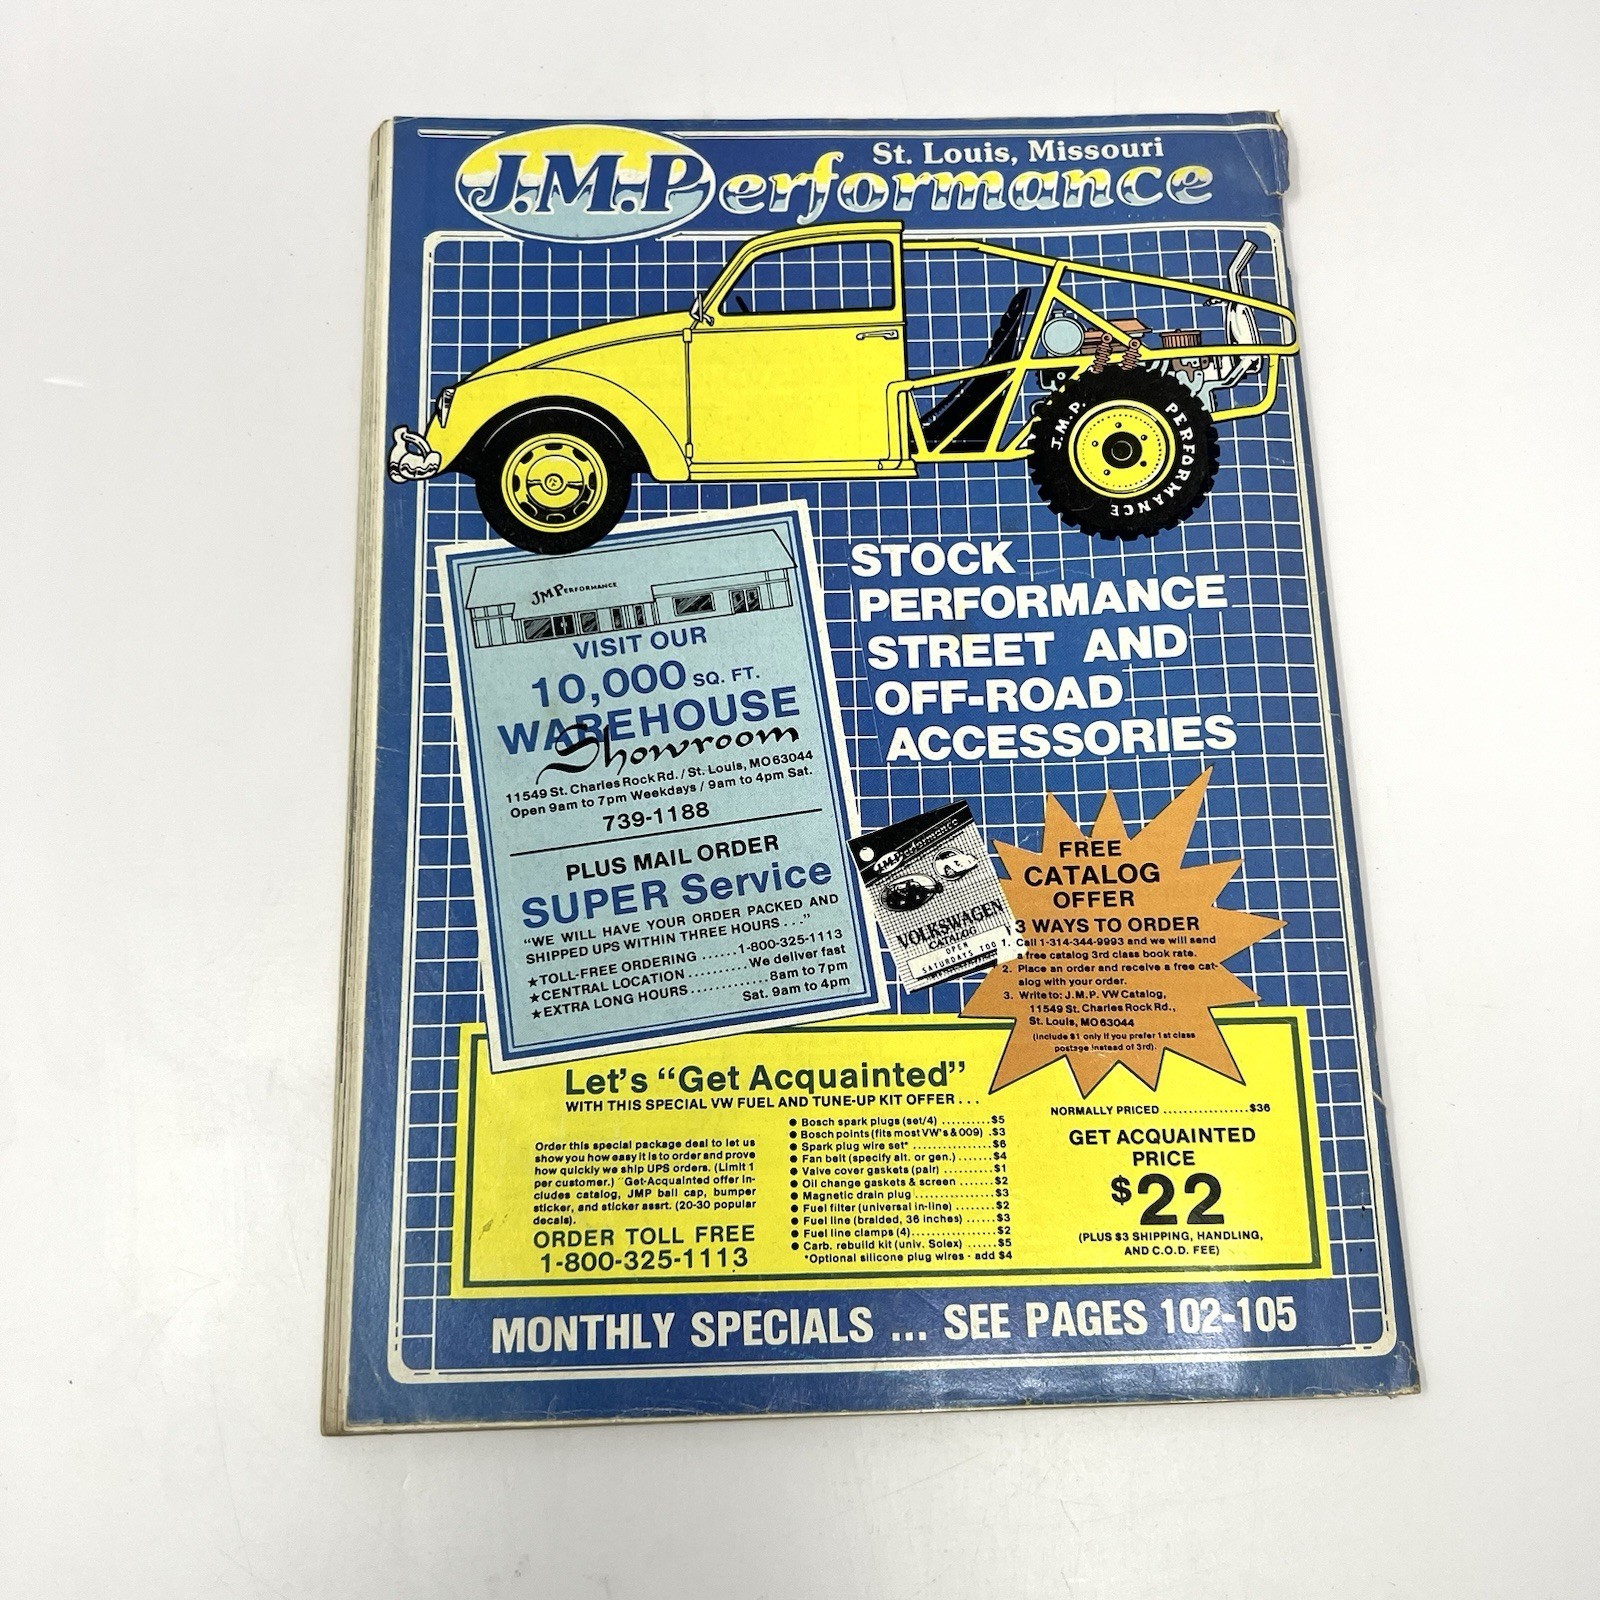 St. Louis, Missouri
J.M.Performance
J.M.P. PERFORMANCE
STOCK
PERFORMANCE
STREET AND
OFF-ROAD
ACCESSORIES
JMPERFORMANCE
VISIT OUR
10,000 SQ. FT.
WAREHOUSE
Showroom
11549 St. Charles Rock Rd. / St. Louis, MO 63044
Open 9am to 7pm Weekdays / 9am to 4pm Sat.
739-1188
PLUS MAIL ORDER
SUPER Service
"WE WILL HAVE YOUR ORDER PACKED AND
SHIPPED UPS WITHIN THREE HOURS . . ."
★TOLL-FREE ORDERING ......1-800-325-1113
★CENTRAL LOCATION..........We deliver fast
★EXTRA LONG HOURS............8am to 7pm
Sat. 9am to 4pm
J.M.Performance
VOLKSWAGEN
CATALOG
OPEN
SATURDAYS TOO
FREE
CATALOG
OFFER
3 WAYS TO ORDER
1. Call 1-314-344-9993 and we will send
a free catalog 3rd class book rate.
2. Place an order and receive a free cat-
alog with your order.
3. Write to: J.M.P. VW Catalog,
11549 St. Charles Rock Rd.,
St. Louis, MO 63044
(include $1 only if you prefer 1st class
postage instead of 3rd).
Let's "Get Acquainted"
WITH THIS SPECIAL VW FUEL AND TUNE-UP KIT OFFER . . .
Order this special package deal to let us
show you how easy it is to order and prove
how quickly we ship UPS orders. (Limit 1
per customer.) "Get-Acquainted offer in-
cludes catalog, JMP ball cap, bumper
sticker, and sticker assrt. (20-30 popular
decals).
ORDER TOLL FREE
1-800-325-1113
● Bosch spark plugs (set/4) ..........$5
● Bosch points (fits most VW's & 009) .$3
● Spark plug wire set* ...............$6
● Fan belt (specify alt. or gen.) .......$4
● Valve cover gaskets (pair) ..........$1
● Oil change gaskets & screen .......$2
● Magnetic drain plug ................$3
● Fuel filter (universal in-line) ........$2
● Fuel line (braided, 36 inches) ......$3
● Fuel line clamps (4).................$2
● Carb. rebuild kit (univ. Solex) .....$5
*Optional silicone plug wires - add $4
NORMALLY PRICED .................$36
GET ACQUAINTED
PRICE
$22
(PLUS $3 SHIPPING, HANDLING,
AND C.O.D. FEE)
MONTHLY SPECIALS ... SEE PAGES 102-105